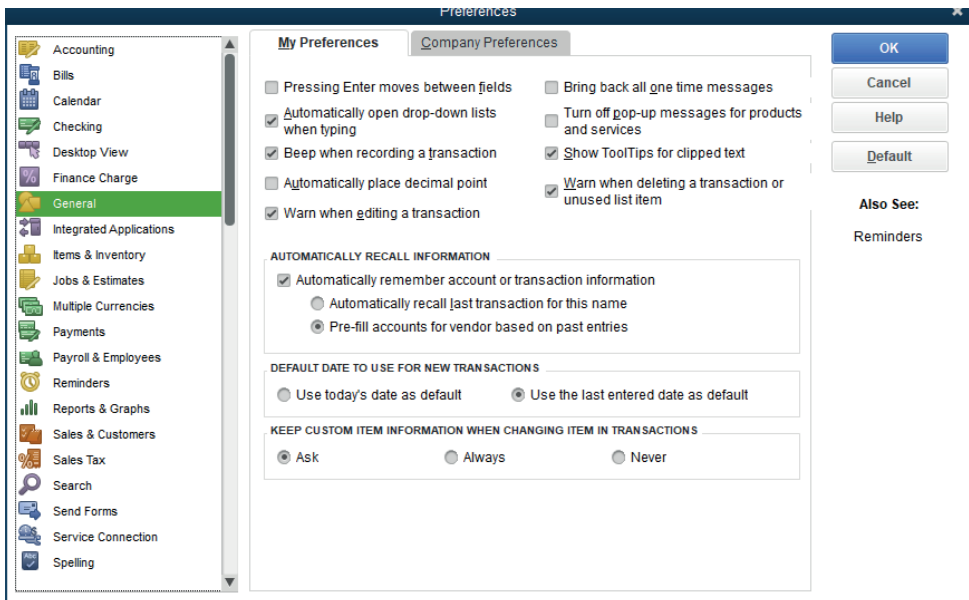 Preferences
Accounting
Bills
Calendar
Checking
Desktop View
Finance Charge
General
Integrated Applications
Items & Inventory
Jobs & Estimates
Multiple Currencies
Payments
Payroll & Employees
Reminders
Reports & Graphs
Sales & Customers
Sales Tax
Search
Send Forms
Service Connection
Spelling
My Preferences
Company Preferences
Pressing Enter moves between fields
Automatically open drop-down lists
when typing
Beep when recording a transaction
Automatically place decimal point
Warn when editing a transaction
Bring back all one time messages
Turn off pop-up messages for products
and services
Show ToolTips for clipped text
Warn when deleting a transaction or
unused list item
AUTOMATICALLY RECALL INFORMATION
Automatically remember account or transaction information
Automatically recall last transaction for this name
Pre-fill accounts for vendor based on past entries
DEFAULT DATE TO USE FOR NEW TRANSACTIONS
Use today's date as default
Use the last entered date as default
KEEP CUSTOM ITEM INFORMATION WHEN CHANGING ITEM IN TRANSACTIONS
Ask
Always
Never
OK
Cancel
Help
Default
Also See:
Reminders